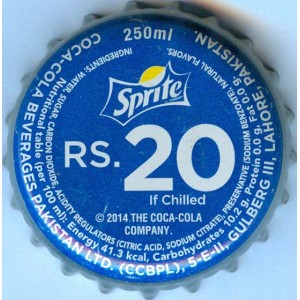 250ml
Sprite
RS. 20
If Chilled
© 2014 THE COCA-COLA
COMPANY.
COCA-COLA BEVERAGES PAKISTAN LTD. (CCBPL), 5-E-II, GULBERG III, LAHORE, PAKISTAN.
INGREDIENTS: WATER, SUGAR, CARBON DIOXIDE, ACIDITY REGULATORS (CITRIC ACID, SODIUM CITRATE), PRESERVATIVE (SODIUM BENZOATE), NATURAL FLAVORS.
Nutritional table (per 100 ml): Energy 41.3 kcal, Carbohydrates 10.2 g, Protein 0.0 g, Fat 0.0 g.